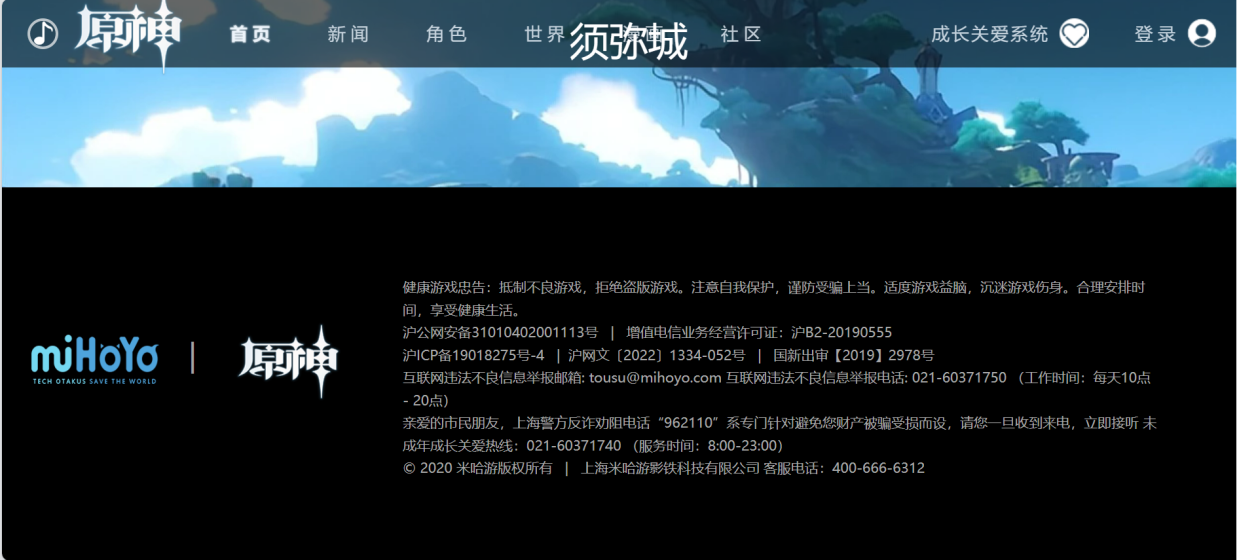 原神 首页 新闻 角色 世界 漫画 社区 成长关爱系统 登录
须弥城
健康游戏忠告：抵制不良游戏，拒绝盗版游戏。注意自我保护，谨防受骗上当。适度游戏益脑，沉迷游戏伤身。合理安排时
间，享受健康生活。
沪公网安备31010402001113号 | 增值电信业务经营许可证：沪B2-20190555
沪ICP备19018275号-4 | 沪网文〔2022〕1334-052号 | 国新出审【2019】2978号
互联网违法不良信息举报邮箱: tousu@mihoyo.com 互联网违法不良信息举报电话: 021-60371750 （工作时间：每天10点
- 20点）
亲爱的市民朋友，上海警方反诈劝阻电话“962110”系专门针对避免您财产被骗受损而设，请您一旦收到来电，立即接听 未
成年成长关爱热线：021-60371740 （服务时间：8:00-23:00）
© 2020 米哈游版权所有 | 上海米哈游影铁科技有限公司 客服电话：400-666-6312
miHoYo | 原神
TECH OTAKUS SAVE THE WORLD